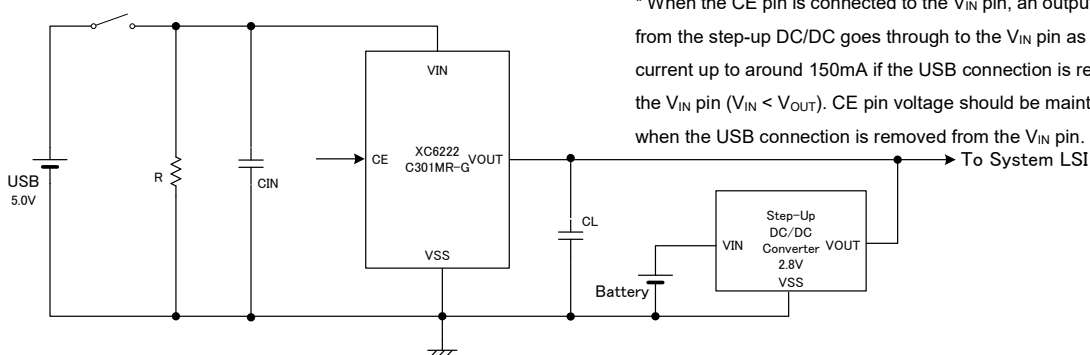 * When the CE pin is connected to the VIN pin, an output
from the step-up DC/DC goes through to the VIN pin as
current up to around 150mA if the USB connection is re
the VIN pin (VIN < VOUT). CE pin voltage should be maint
when the USB connection is removed from the VIN pin.
To System LSI
VIN
CE
XC6222
C301MR-G
VOUT
VSS
USB
5.0V
R
CIN
CL
Battery
Step-Up
DC/DC
VIN
Converter
VOUT
2.8V
VSS